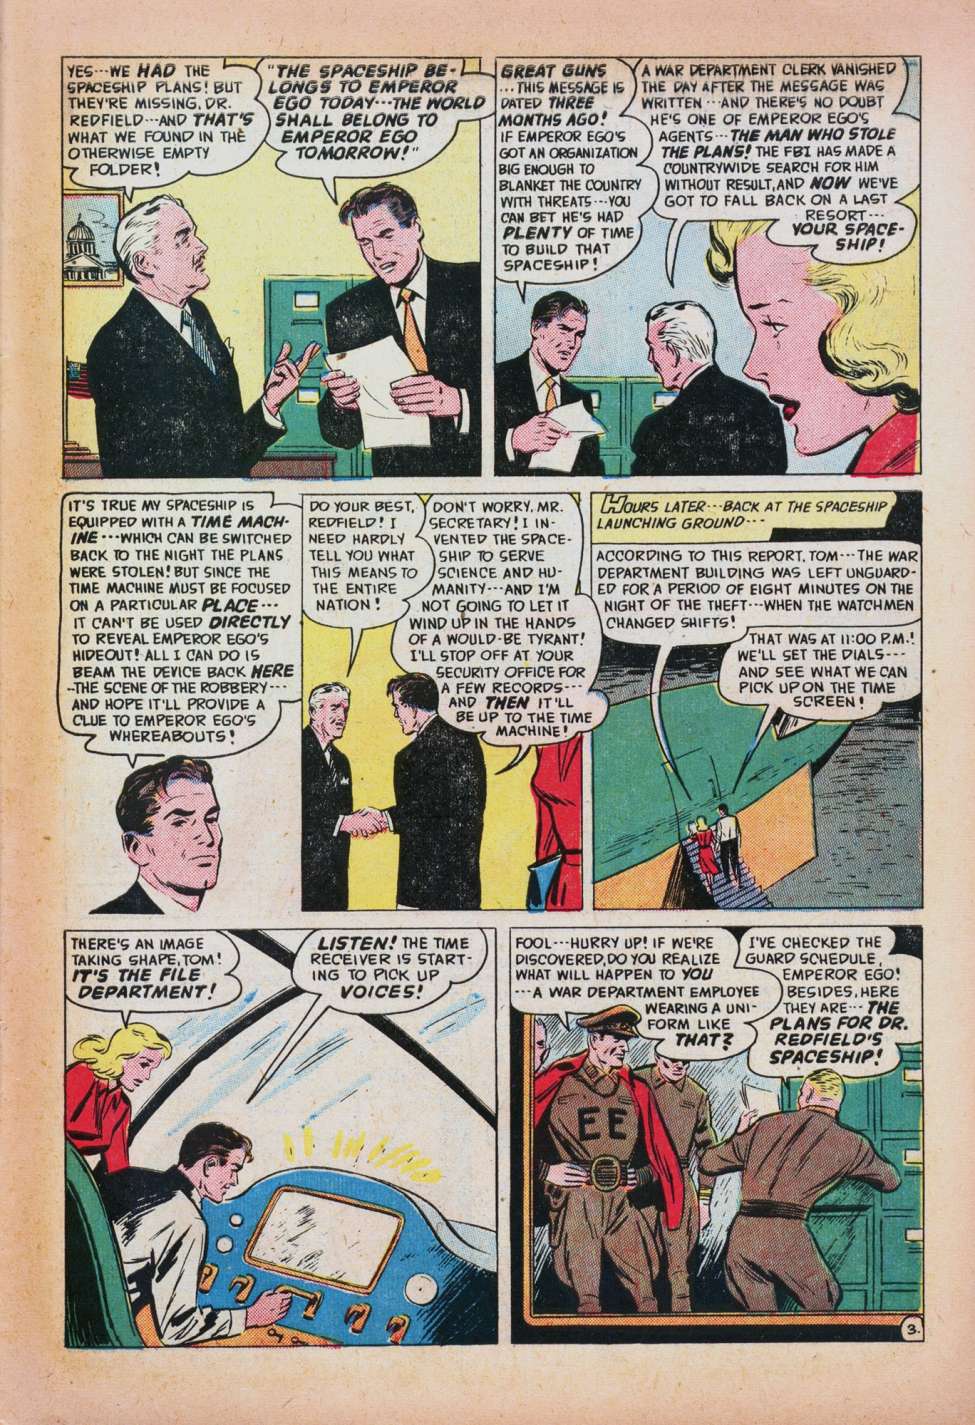 YES---WE HAD THE
SPACESHIP PLANS! BUT
THEY'RE MISSING, DR.
REDFIELD---AND THAT'S
WHAT WE FOUND IN THE
OTHERWISE EMPTY
FOLDER!
"THE SPACESHIP BE-
LONGS TO EMPEROR
EGO TODAY---THE WORLD
SHALL BELONG TO
EMPEROR EGO
TOMORROW!"
GREAT GUNS
...THIS MESSAGE IS
DATED THREE
MONTHS AGO!
IF EMPEROR EGO'S
GOT AN ORGANIZATION
BIG ENOUGH TO
BLANKET THE COUNTRY
WITH THREATS---YOU
CAN BET HE'S HAD
PLENTY OF TIME
TO BUILD THAT
SPACESHIP!
A WAR DEPARTMENT CLERK VANISHED
THE DAY AFTER THE MESSAGE WAS
WRITTEN---AND THERE'S NO DOUBT
HE'S ONE OF EMPEROR EGO'S
AGENTS---THE MAN WHO STOLE
THE PLANS! THE FBI HAS MADE A
COUNTRYWIDE SEARCH FOR HIM
WITHOUT RESULT, AND NOW WE'VE
GOT TO FALL BACK ON A LAST
RESORT---
YOUR SPACE-
SHIP!
IT'S TRUE MY SPACESHIP IS
EQUIPPED WITH A TIME MACH-
INE---WHICH CAN BE SWITCHED
BACK TO THE NIGHT THE PLANS
WERE STOLEN! BUT SINCE THE
TIME MACHINE MUST BE FOCUSED
ON A PARTICULAR PLACE---
IT CAN'T BE USED DIRECTLY
TO REVEAL EMPEROR EGO'S
HIDEOUT! ALL I CAN DO IS
BEAM THE DEVICE BACK HERE
--THE SCENE OF THE ROBBERY---
AND HOPE IT'LL PROVIDE A
CLUE TO EMPEROR EGO'S
WHEREABOUTS!
DO YOUR BEST,
REDFIELD! I
NEED HARDLY
TELL YOU WHAT
THIS MEANS TO
THE ENTIRE
NATION!
DON'T WORRY, MR.
SECRETARY! I IN-
VENTED THE SPACE-
SHIP TO SERVE
SCIENCE AND HU-
MANITY---AND I'M
NOT GOING TO LET IT
WIND UP IN THE HANDS
OF A WOULD-BE TYRANT!
I'LL STOP OFF AT YOUR
SECURITY OFFICE FOR
A FEW RECORDS---
AND THEN IT'LL
BE UP TO THE TIME
MACHINE!
HOURS LATER---BACK AT THE SPACESHIP
LAUNCHING GROUND---
ACCORDING TO THIS REPORT, TOM---THE WAR
DEPARTMENT BUILDING WAS LEFT UNGUARD-
ED FOR A PERIOD OF EIGHT MINUTES ON THE
NIGHT OF THE THEFT---WHEN THE WATCHMEN
CHANGED SHIFTS!
THAT WAS AT 11:00 P.M.!
WE'LL SET THE DIALS---
AND SEE WHAT WE CAN
PICK UP ON THE TIME
SCREEN!
THERE'S AN IMAGE
TAKING SHAPE, TOM!
IT'S THE FILE
DEPARTMENT!
LISTEN! THE TIME
RECEIVER IS START-
ING TO PICK UP
VOICES!
FOOL---HURRY UP! IF WE'RE
DISCOVERED, DO YOU REALIZE
WHAT WILL HAPPEN TO YOU
---A WAR DEPARTMENT EMPLOYEE
WEARING A UNI-
FORM LIKE
THAT?
I'VE CHECKED THE
GUARD SCHEDULE,
EMPEROR EGO!
BESIDES, HERE
THEY ARE---THE
PLANS FOR DR.
REDFIELD'S
SPACESHIP!
EE
3.